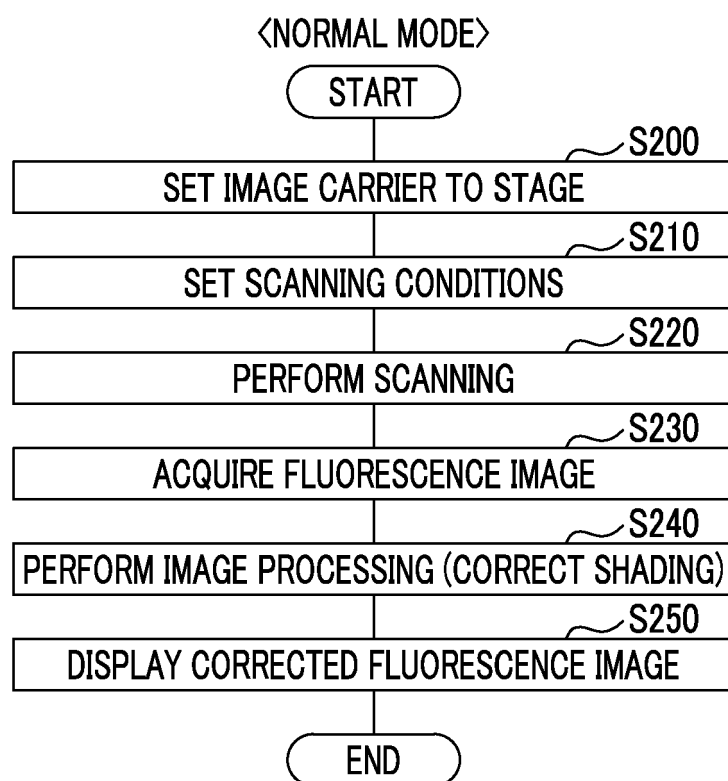 <NORMAL MODE>
START
S200
SET IMAGE CARRIER TO STAGE
S210
SET SCANNING CONDITIONS
S220
PERFORM SCANNING
S230
ACQUIRE FLUORESCENCE IMAGE
S240
PERFORM IMAGE PROCESSING (CORRECT SHADING)
S250
DISPLAY CORRECTED FLUORESCENCE IMAGE
END